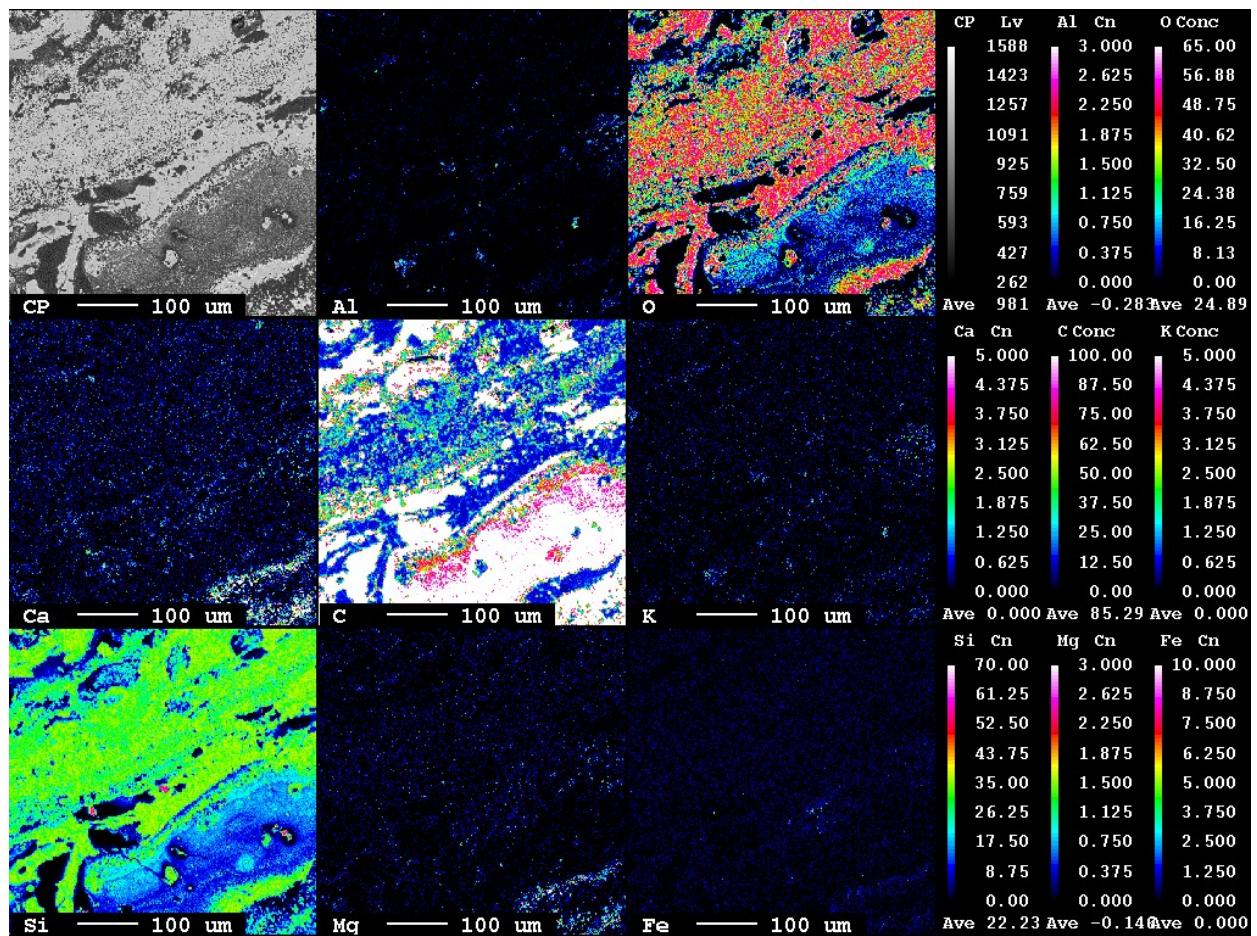 CP Lv Al Cn O Conc
1588 3.000 65.00
1423 2.625 56.88
1257 2.250 48.75
1091 1.875 40.62
925 1.500 32.50
759 1.125 24.38
593 0.750 16.25
427 0.375 8.13
262 0.000 0.00
CP 100 um Al 100 um O 100 um Ave 981 Ave -0.283 Ave 24.89
Ca Cn C Conc K Conc
5.000 100.00 5.000
4.375 87.50 4.375
3.750 75.00 3.750
3.125 62.50 3.125
2.500 50.00 2.500
1.875 37.50 1.875
1.250 25.00 1.250
0.625 12.50 0.625
0.000 0.00 0.000
Ca 100 um C 100 um K 100 um Ave 0.000 Ave 85.29 Ave 0.000
Si Cn Mg Cn Fe Cn
70.00 3.000 10.000
61.25 2.625 8.750
52.50 2.250 7.500
43.75 1.875 6.250
35.00 1.500 5.000
26.25 1.125 3.750
17.50 0.750 2.500
8.75 0.375 1.250
0.00 0.000 0.000
Si 100 um Mg 100 um Fe 100 um Ave 22.23 Ave Ave 0.000